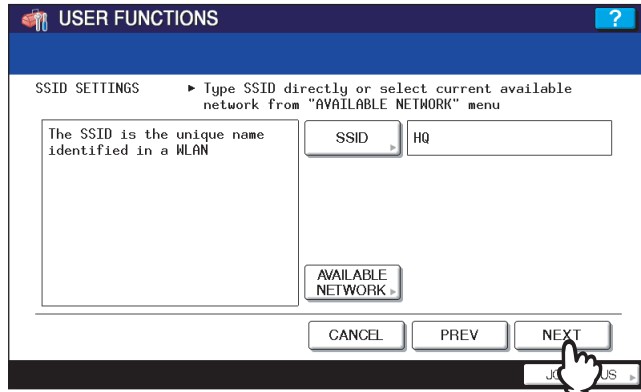 USER FUNCTIONS
?
SSID SETTINGS
► Type SSID directly or select current available
network from "AVAILABLE NETWORK" menu
The SSID is the unique name
identified in a WLAN
SSID
HQ
AVAILABLE
NETWORK
CANCEL PREV NEXT